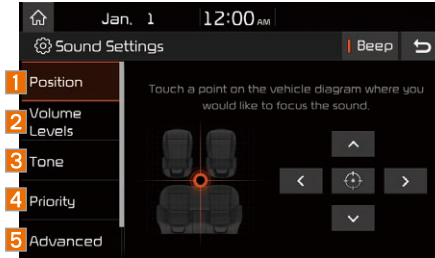 Jan. 1 12:00 AM
Sound Settings Beep
1 Position
Touch a point on the vehicle diagram where you
would like to focus the sound.
2 Volume
Levels
3 Tone
4 Priority
5 Advanced